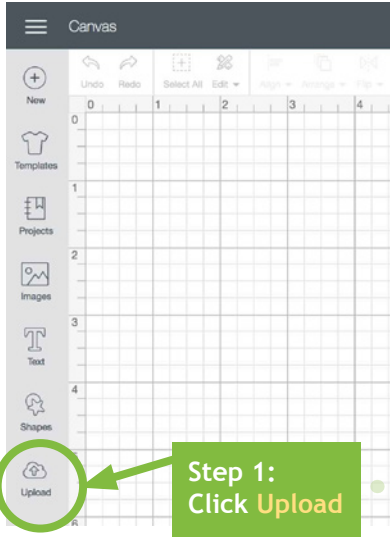 Canvas
Undo Redo Select All Edit Align Arrange Flip
New
0 1 2 3 4
0
Templates
1
Projects
2
Images
3
Text
4
Shapes
Upload
6
Step 1:
Click Upload